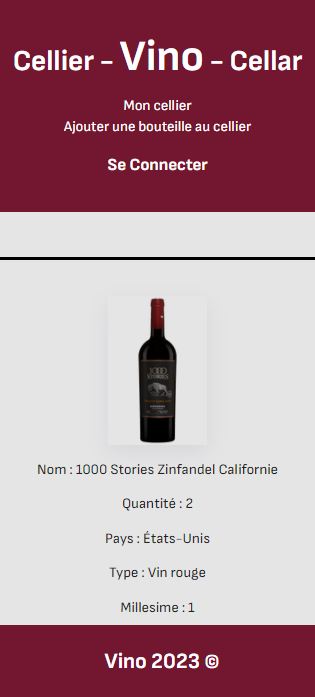 Cellier - Vino - Cellar
Mon cellier
Ajouter une bouteille au cellier
Se Connecter
1000
STORIES
Nom : 1000 Stories Zinfandel Californie
Quantité : 2
Pays : États-Unis
Type : Vin rouge
Millesime : 1
Vino 2023 ©